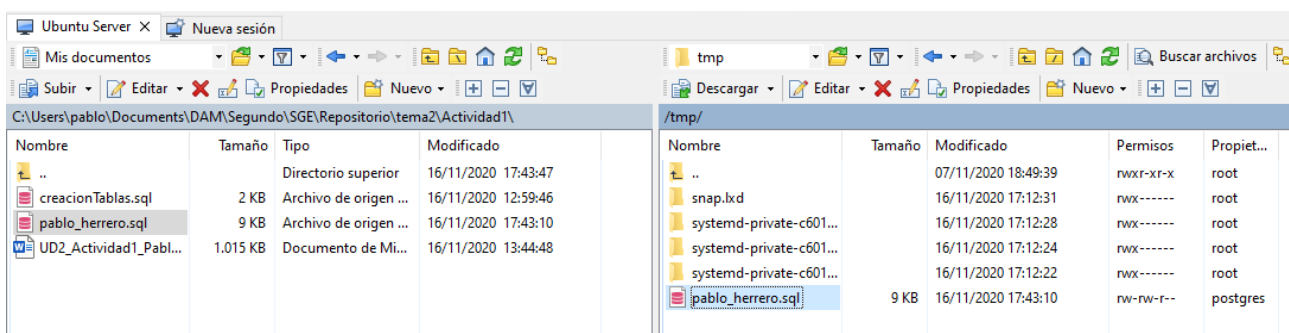 Ubuntu Server X Nueva sesión
Mis documentos tmp Buscar archivos
Subir Editar Propiedades Nuevo Descargar Editar Propiedades Nuevo
C:\Users\pablo\Documents\DAM\Segundo\SGE\Repositorio\tema2\Actividad1\ /tmp/
Nombre Tamaño Tipo Modificado Nombre Tamaño Modificado Permisos Propiet...
.. Directorio superior 16/11/2020 17:43:47 .. 07/11/2020 18:49:39 rwxr-xr-x root
creacionTablas.sql 2 KB Archivo de origen ... 16/11/2020 12:59:46 snap.lxd 16/11/2020 17:12:31 rwx------ root
pablo_herrero.sql 9 KB Archivo de origen ... 16/11/2020 17:43:10 systemd-private-c601... 16/11/2020 17:12:28 rwx------ root
UD2_Actividad1_Pabl... 1.015 KB Documento de Mi... 16/11/2020 13:44:48 systemd-private-c601... 16/11/2020 17:12:24 rwx------ root
systemd-private-c601... 16/11/2020 17:12:22 rwx------ root
pablo_herrero.sql 9 KB 16/11/2020 17:43:10 rw-rw-r-- postgres